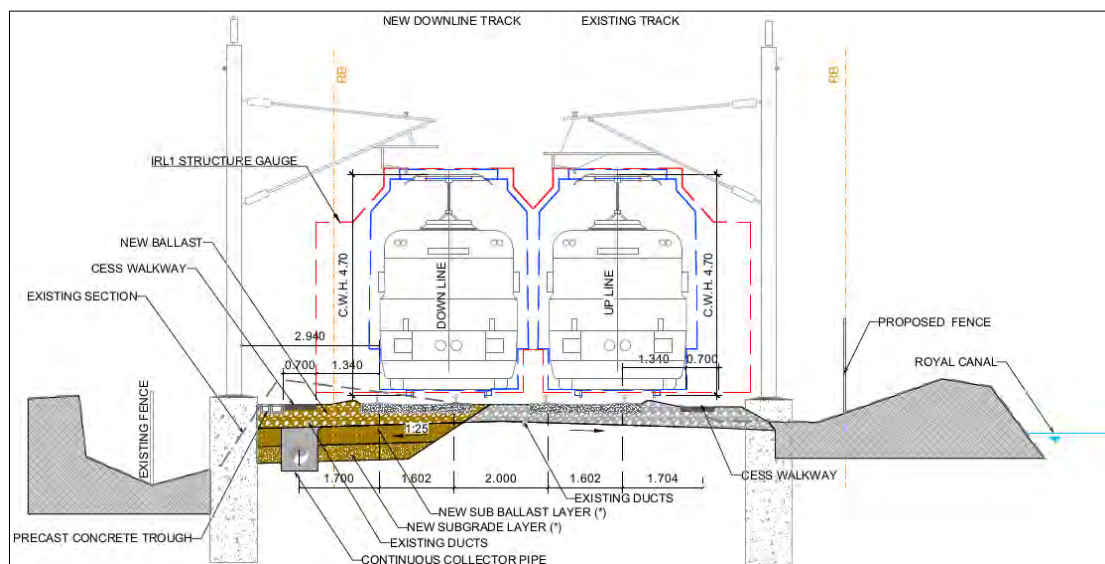 NEW DOWNLINE TRACK
EXISTING TRACK
RB
RB
IRL1 STRUCTURE GAUGE
NEW BALLAST
CESS WALKWAY
EXISTING SECTION
C.W.H. 4.70
DOWN LINE
UP LINE
C.W.H. 4.70
PROPOSED FENCE
ROYAL CANAL
2.940
0.700
1.340
1.340
0.700
EXISTING FENCE
1:25
CESS WALKWAY
1.700
1.602
2.000
1.602
1.704
EXISTING DUCTS
NEW SUB BALLAST LAYER (*)
NEW SUBGRADE LAYER (*)
PRECAST CONCRETE TROUGH
EXISTING DUCTS
CONTINUOUS COLLECTOR PIPE